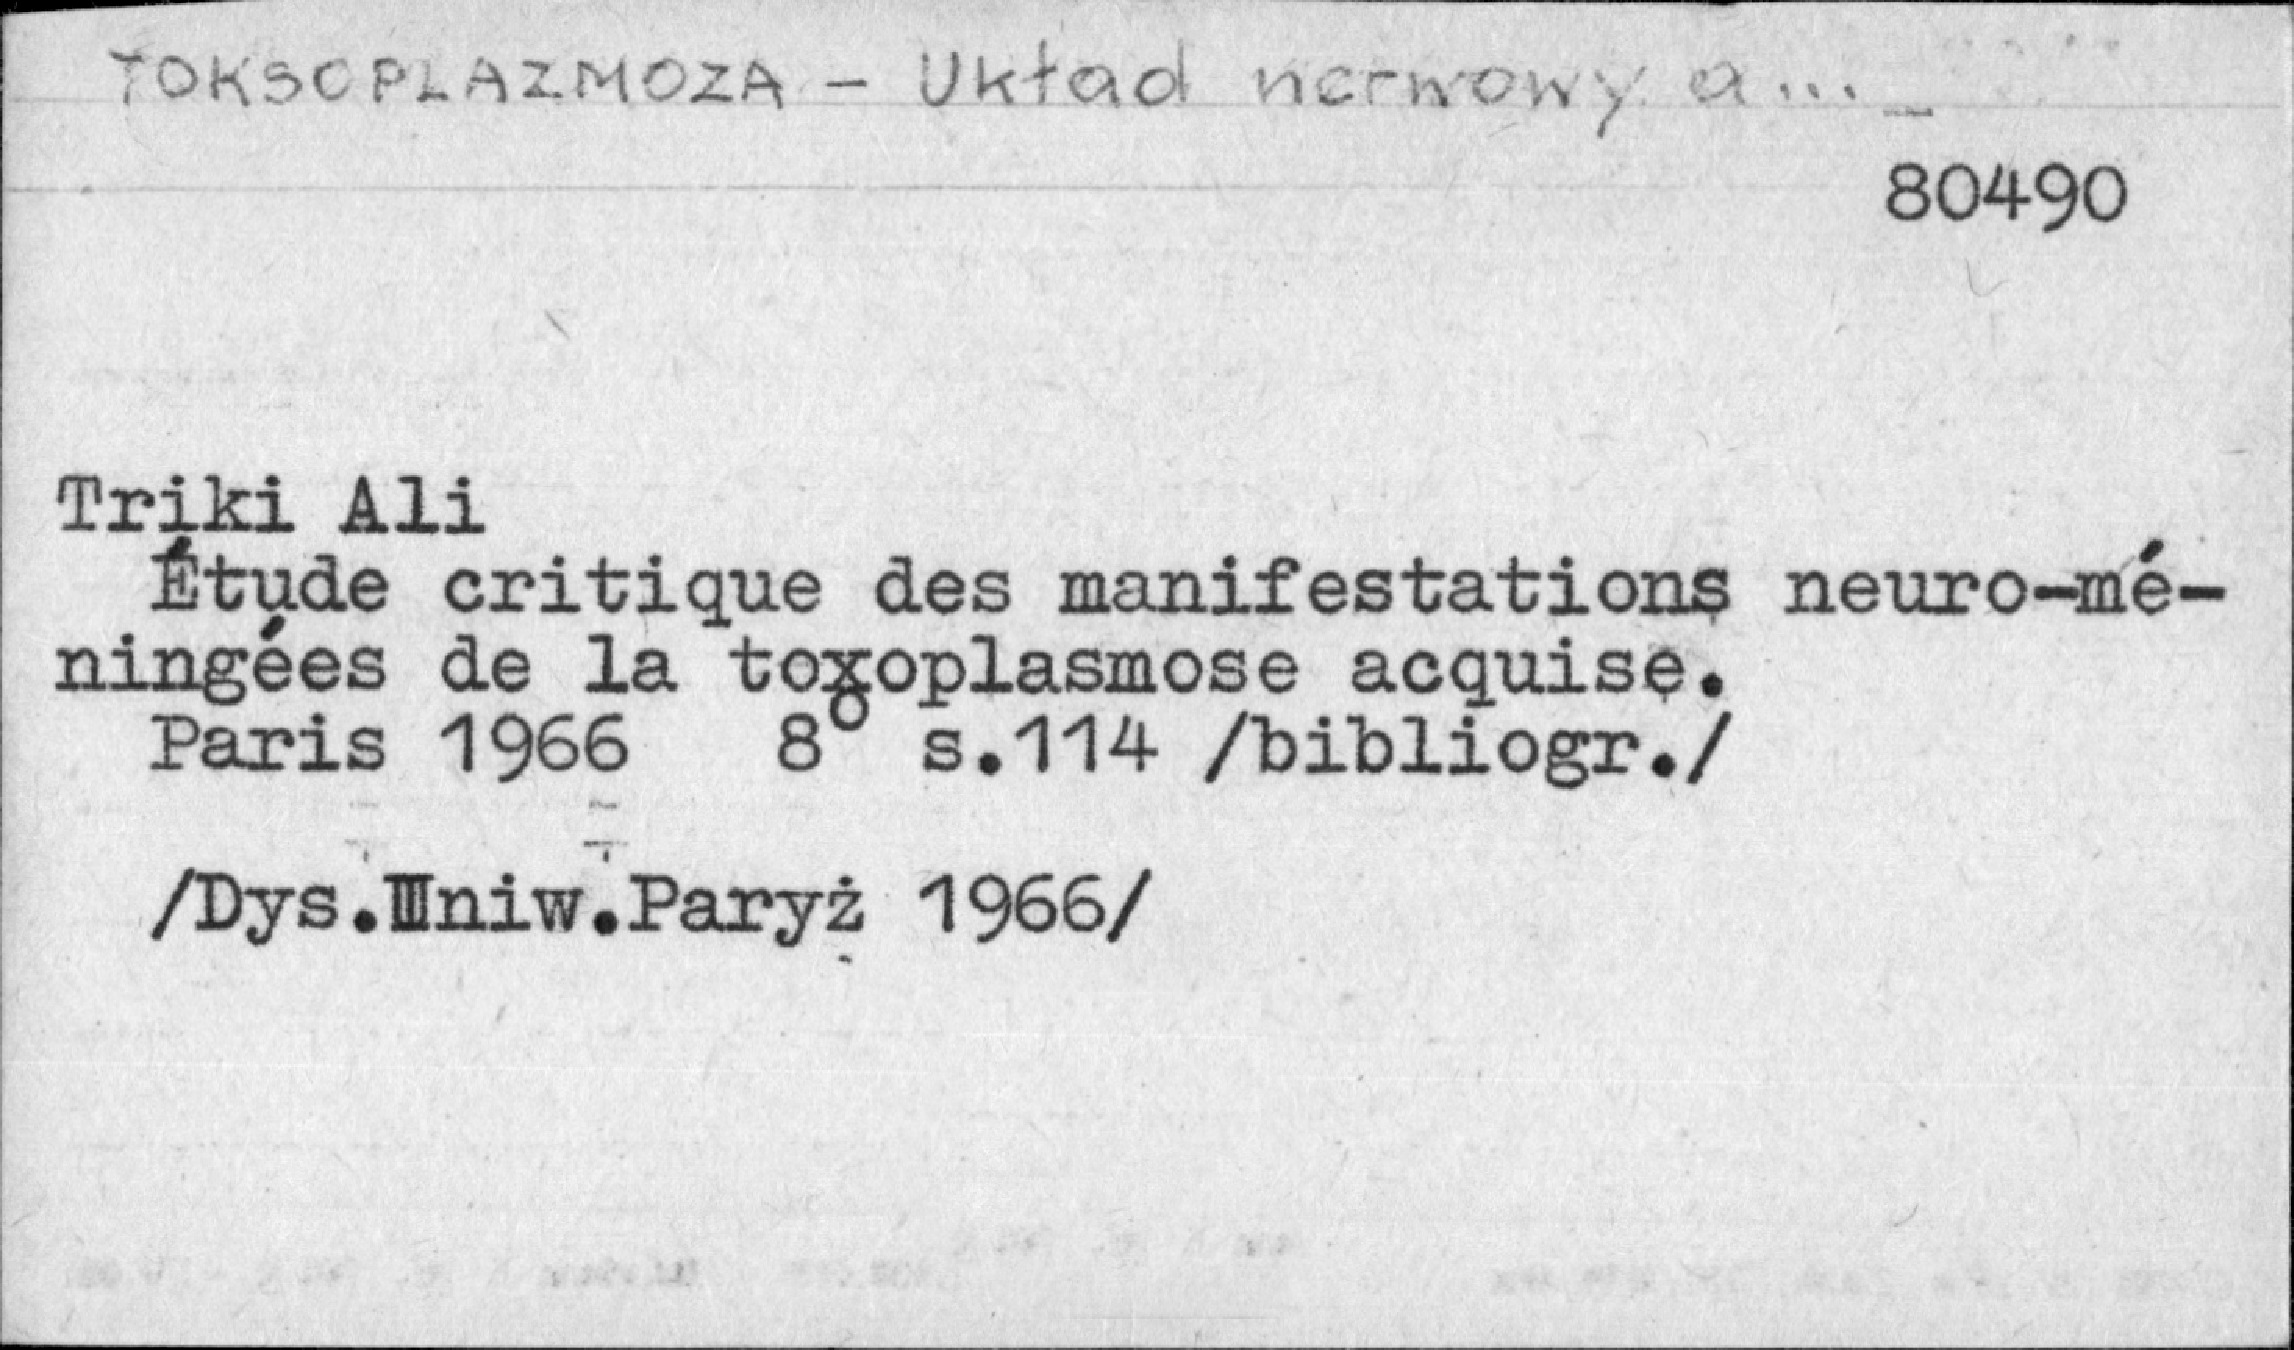 TOKSOPLAZMOZA - Układ nerwowy a...
80490
Triki Ali
Étude critique des manifestations neuro-mé-
ningées de la toxoplasmose acquise.
Paris 1966 8° s.114 /bibliogr./
/Dys.Uniw.Paryż 1966/